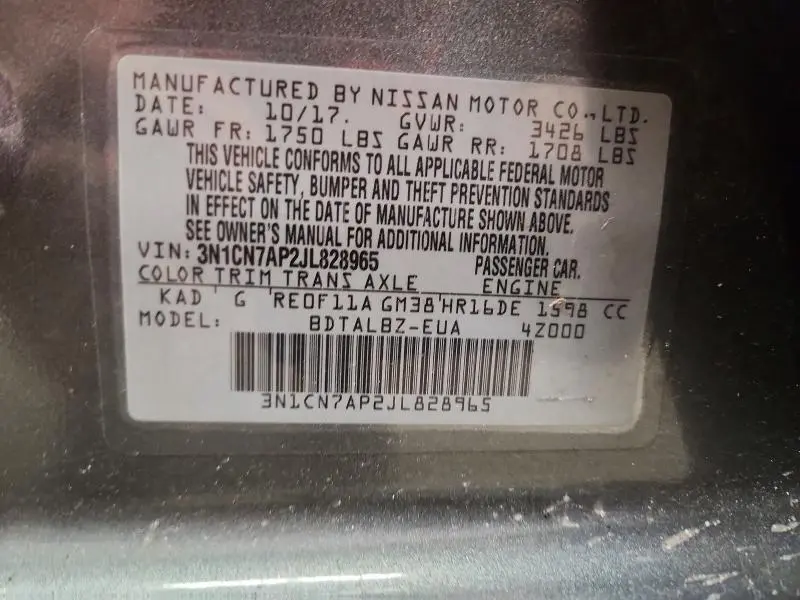 MANUFACTURED BY NISSAN MOTOR CO.,LTD.
DATE: 10/17. GVWR: 3426 LBS
GAWR FR: 1750 LBS GAWR RR: 1708 LBS
THIS VEHICLE CONFORMS TO ALL APPLICABLE FEDERAL MOTOR
VEHICLE SAFETY, BUMPER AND THEFT PREVENTION STANDARDS
IN EFFECT ON THE DATE OF MANUFACTURE SHOWN ABOVE.
SEE OWNER'S MANUAL FOR ADDITIONAL INFORMATION.
VIN: 3N1CN7AP2JL828965 PASSENGER CAR.
COLOR TRIM TRANS AXLE ENGINE
KAD G RE0F11A GM38 HR16DE 1598 CC
MODEL: BDTALBZ-EUA 4Z000
3N1CN7AP2JL828965